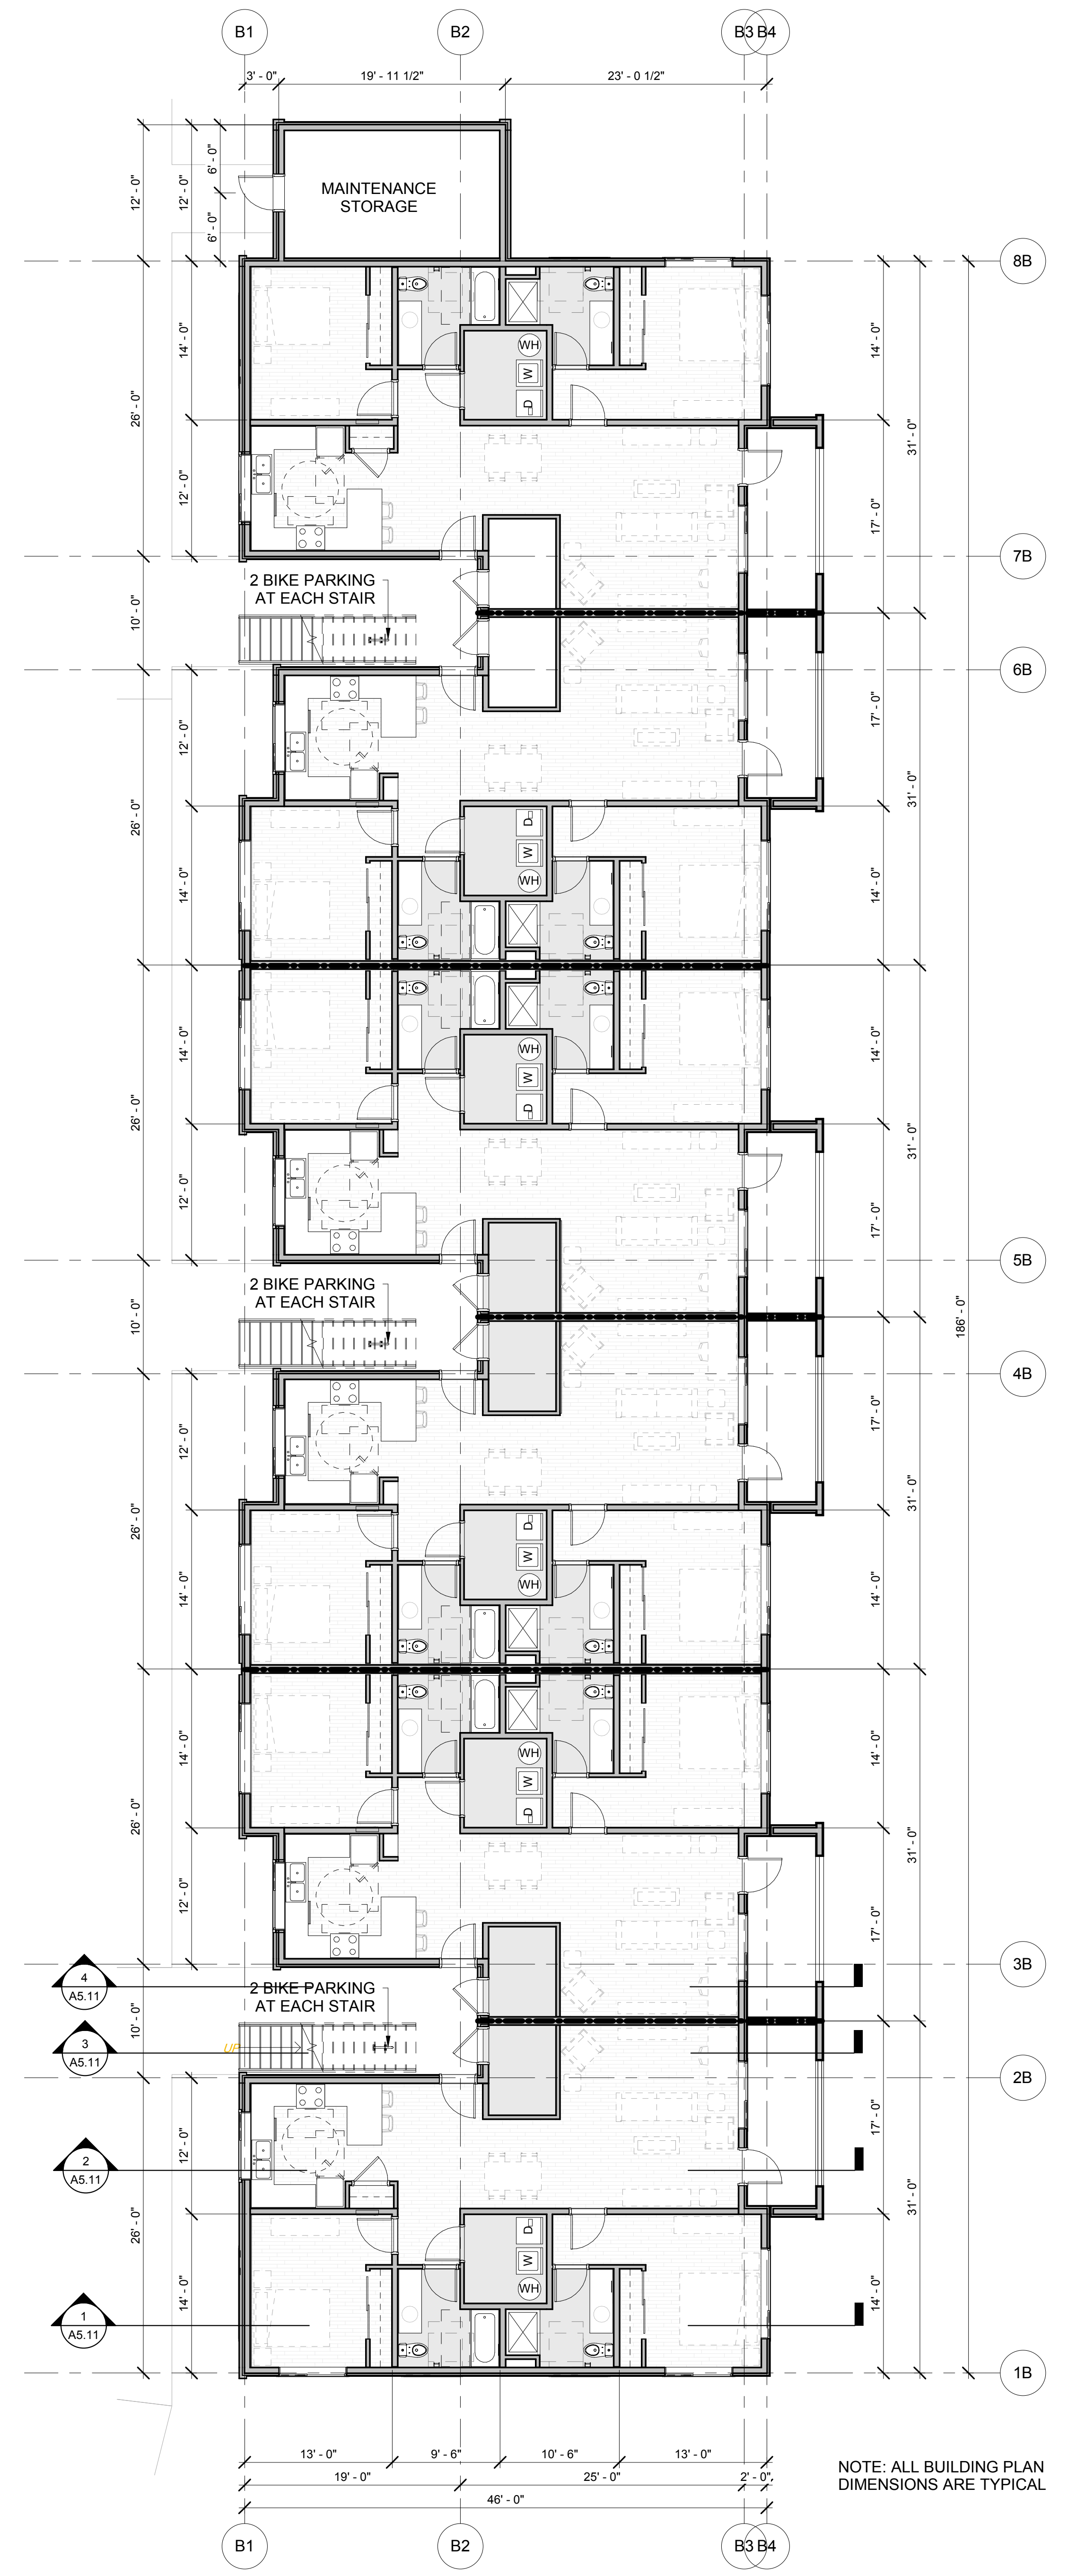 B1
B2
B3
B4
3' - 0"
19' - 11 1/2"
23' - 0 1/2"
12' - 0"
12' - 0"
6' - 0"
6' - 0"
MAINTENANCE
STORAGE
8B
WH
W
D
14' - 0"
26' - 0"
12' - 0"
14' - 0"
31' - 0"
17' - 0"
7B
2 BIKE PARKING
AT EACH STAIR
10' - 0"
6B
12' - 0"
26' - 0"
14' - 0"
17' - 0"
31' - 0"
14' - 0"
D
W
WH
WH
W
D
14' - 0"
26' - 0"
12' - 0"
14' - 0"
31' - 0"
17' - 0"
5B
2 BIKE PARKING
AT EACH STAIR
10' - 0"
186' - 0"
4B
12' - 0"
26' - 0"
14' - 0"
17' - 0"
31' - 0"
14' - 0"
D
W
WH
WH
W
D
14' - 0"
26' - 0"
12' - 0"
14' - 0"
31' - 0"
17' - 0"
3B
4
A5.11
2 BIKE PARKING
AT EACH STAIR
10' - 0"
3
A5.11
UP
2B
12' - 0"
17' - 0"
2
A5.11
26' - 0"
31' - 0"
D
W
WH
14' - 0"
14' - 0"
1
A5.11
1B
13' - 0"
9' - 6"
10' - 6"
13' - 0"
19' - 0"
25' - 0"
2' - 0"
46' - 0"
NOTE: ALL BUILDING PLAN
DIMENSIONS ARE TYPICAL
B1
B2
B3
B4